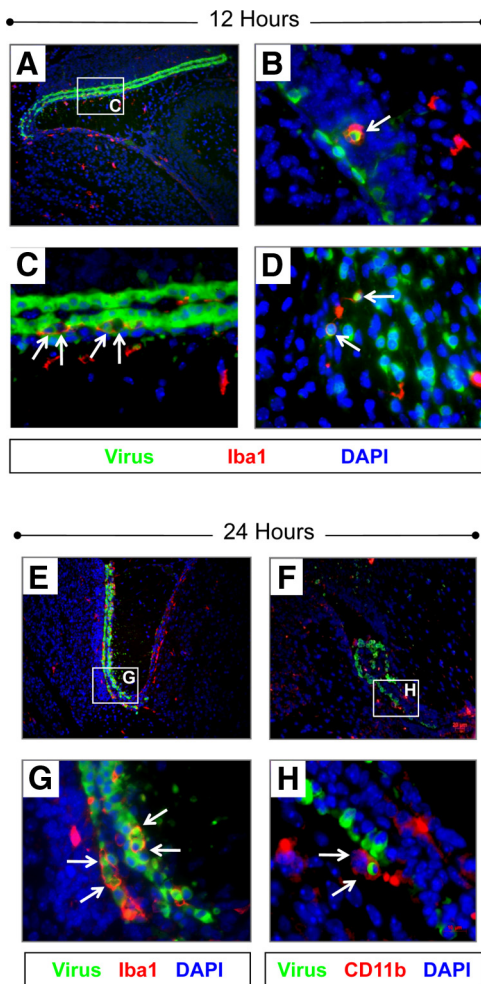 12 Hours
A B
C
C D
Virus Iba1 DAPI
24 Hours
E F
G H
G H
Virus Iba1 DAPI Virus CD11b DAPI